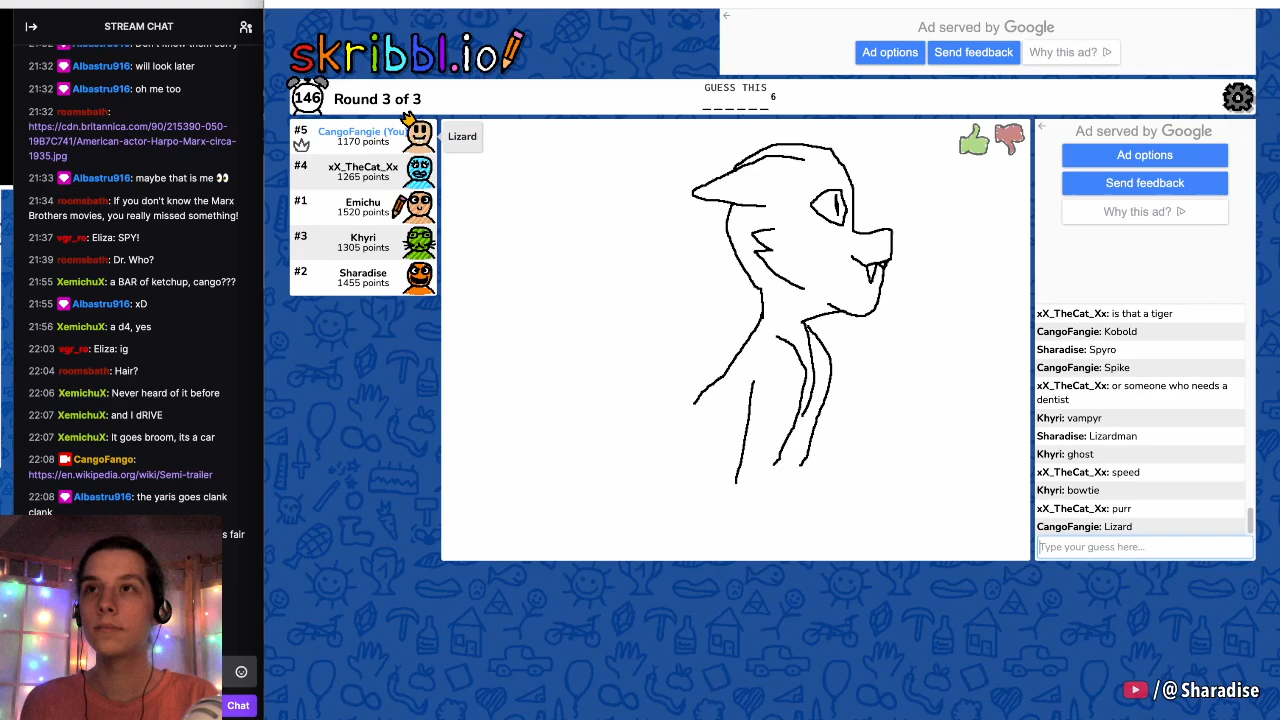 STREAM CHAT
21:32 Albastru916: Don't know them sorry
21:32 Albastru916: will look later
21:32 Albastru916: oh me too
21:32 roomsbath:
https://cdn.britannica.com/90/215390-050-
19B7C741/American-actor-Harpo-Marx-circa-
1935.jpg
21:33 Albastru916: maybe that is me 👀
21:34 roomsbath: If you don't know the Marx
Brothers movies, you really missed something!
21:37 vgr_ro: Eliza: SPY!
21:39 roomsbath: Dr. Who?
21:55 XemichuX: a BAR of ketchup, cango???
21:55 Albastru916: xD
21:56 XemichuX: a d4, yes
22:03 vgr_ro: Eliza: ig
22:04 roomsbath: Hair?
22:06 XemichuX: Never heard of it before
22:07 XemichuX: and I dRIVE
22:07 XemichuX: It goes broom, its a car
22:08 CangoFango:
https://en.wikipedia.org/wiki/Semi-trailer
22:08 Albastru916: the yaris goes clank
clank
s fair
Chat
skribbl.io
Ad served by Google
Ad options
Send feedback
Why this ad?
146
Round 3 of 3
GUESS THIS
______ 6
#5 CangoFangie (You)
1170 points
Lizard
#4 xX_TheCat_Xx
1265 points
#1 Emichu
1520 points
#3 Khyri
1305 points
#2 Sharadise
1455 points
Ad served by Google
Ad options
Send feedback
Why this ad?
xX_TheCat_Xx: is that a tiger
CangoFangie: Kobold
Sharadise: Spyro
CangoFangie: Spike
xX_TheCat_Xx: or someone who needs a
dentist
Khyri: vampyr
Sharadise: Lizardman
Khyri: ghost
xX_TheCat_Xx: speed
Khyri: bowtie
xX_TheCat_Xx: purr
CangoFangie: Lizard
Type your guess here...
/@Sharadise